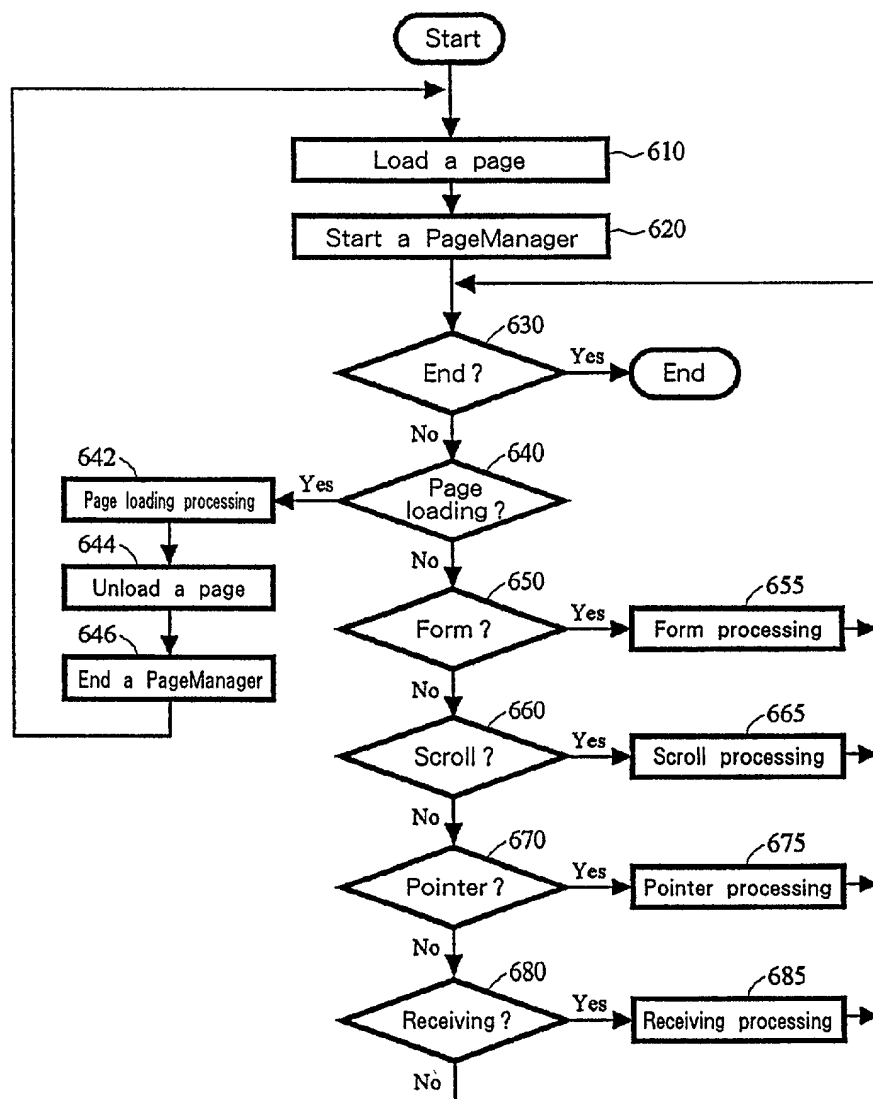 Start
Load a page
610
Start a PageManager
620
630
End?
Yes
End
No
640
Page
loading?
Yes
642
Page loading processing
644
Unload a page
646
End a PageManager
No
650
Form?
Yes
655
Form processing
No
660
Scroll?
Yes
665
Scroll processing
No
670
Pointer?
Yes
675
Pointer processing
No
680
Receiving?
Yes
685
Receiving processing
No